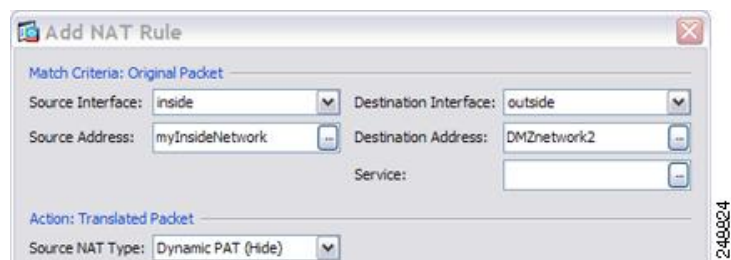 Add NAT Rule
Match Criteria: Original Packet
Source Interface: inside Destination Interface: outside
Source Address: myInsideNetwork ... Destination Address: DMZnetwork2 ...
Service: ...
Action: Translated Packet
Source NAT Type: Dynamic PAT (Hide)
248824